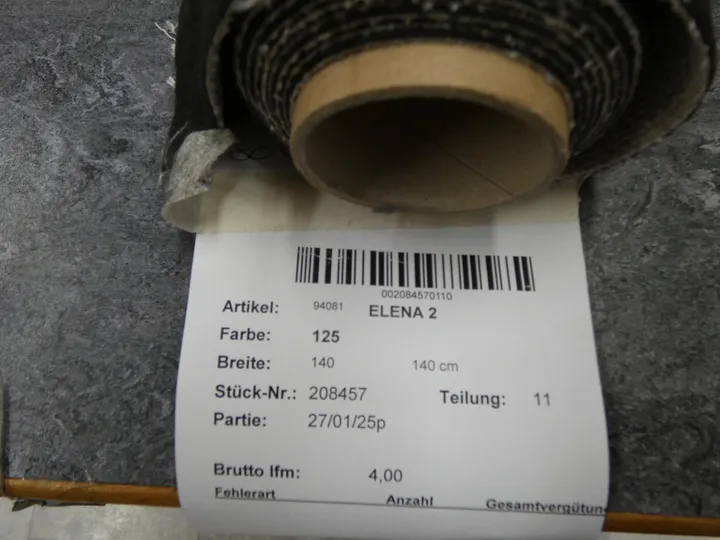 002084570110
Artikel: 94081 ELENA 2
Farbe: 125
Breite: 140 140 cm
Stück-Nr.: 208457 Teilung: 11
Partie: 27/01/25p
Brutto lfm: 4,00
Fehlerart Anzahl Gesamtvergütun